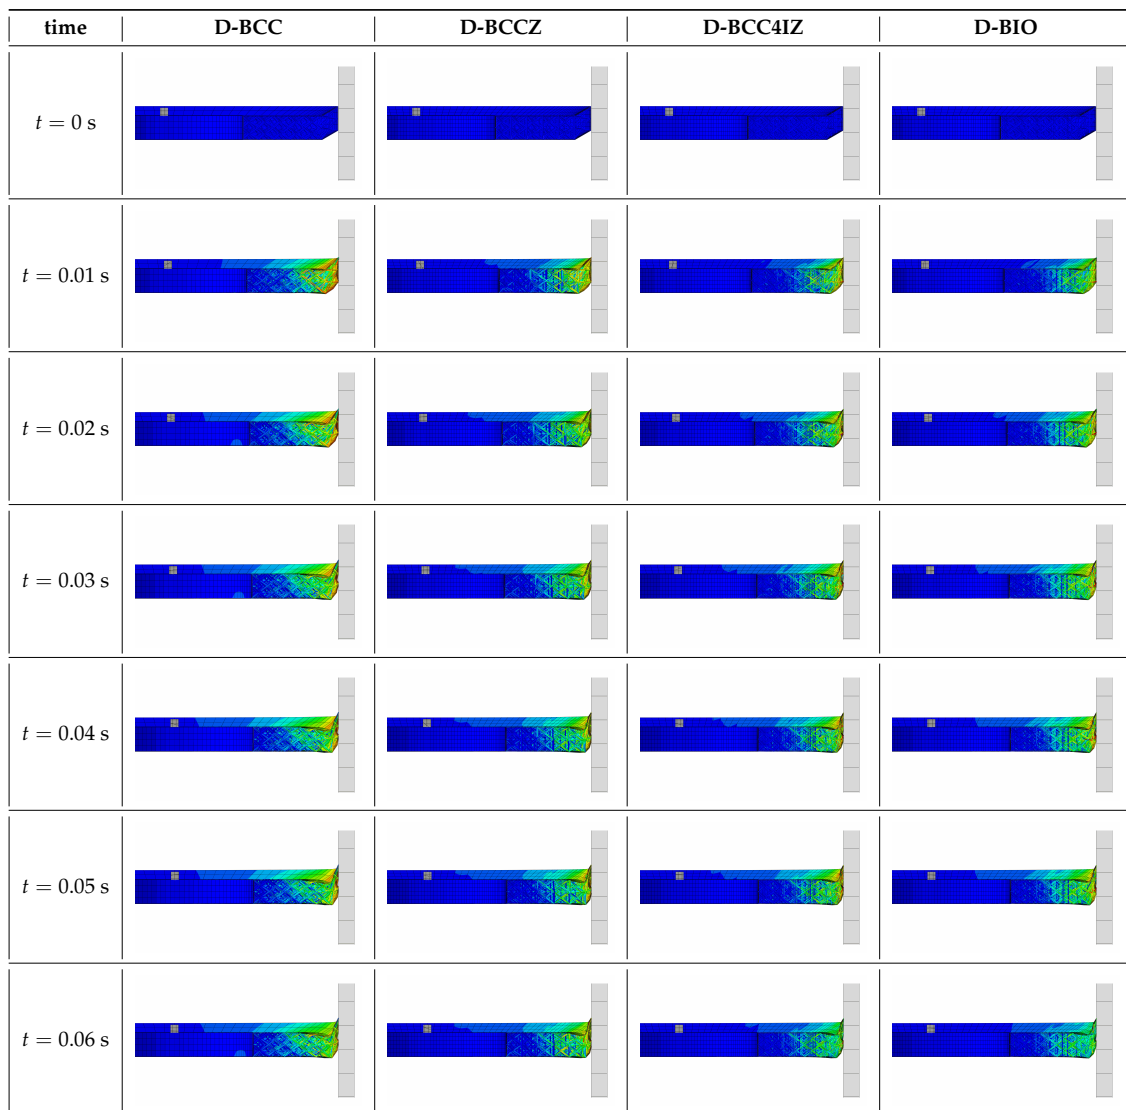 time D-BCC D-BCCZ D-BCC4IZ D-BIO
t = 0 s
t = 0.01 s
t = 0.02 s
t = 0.03 s
t = 0.04 s
t = 0.05 s
t = 0.06 s